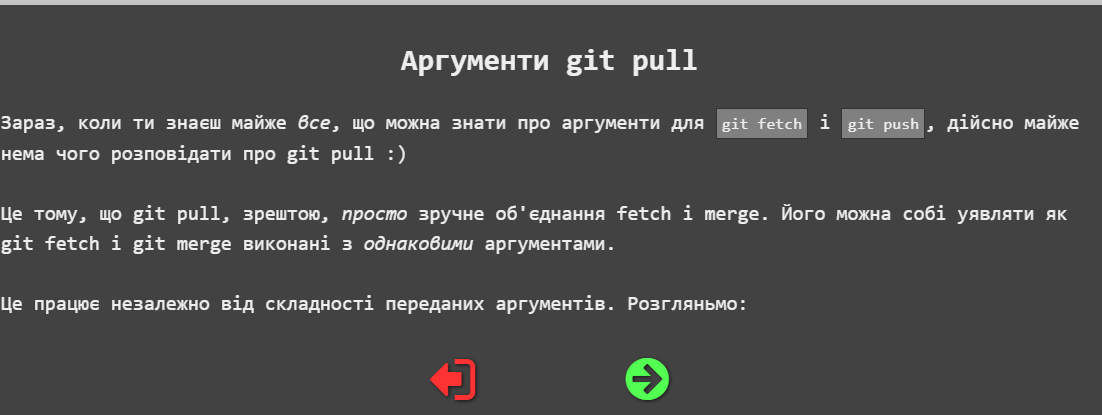 Аргументи git pull
Зараз, коли ти знаєш майже все, що можна знати про аргументи для git fetch і git push, дійсно майже
нема чого розповідати про git pull :)
Це тому, що git pull, зрештою, просто зручне об'єднання fetch і merge. Його можна собі уявляти як
git fetch і git merge виконані з однаковими аргументами.
Це працює незалежно від складності переданих аргументів. Розгляньмо: